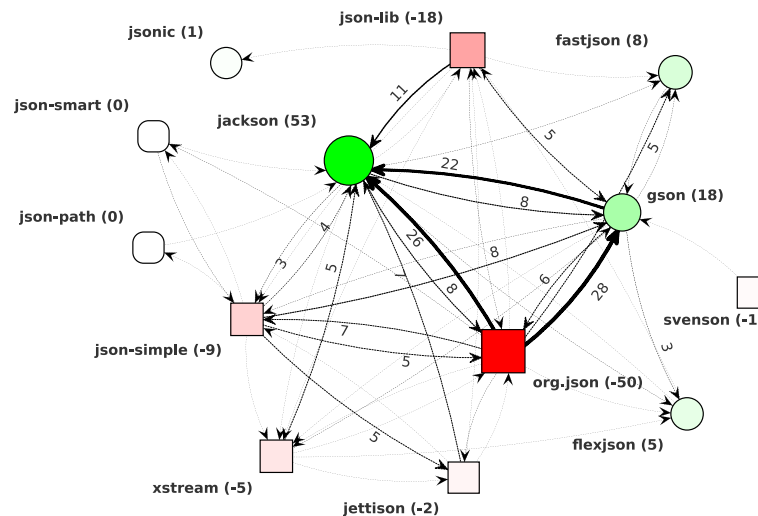 json-lib (-18)
jsonic (1)
fastjson (8)
json-smart (0)
11
jackson (53)
5
5
22
gson (18)
json-path (0)
8
4
26
8
3
5
7
8
6
28
svenson (-1
7
json-simple (-9)
5
3
org.json (-50)
5
flexjson (5)
xstream (-5)
jettison (-2)